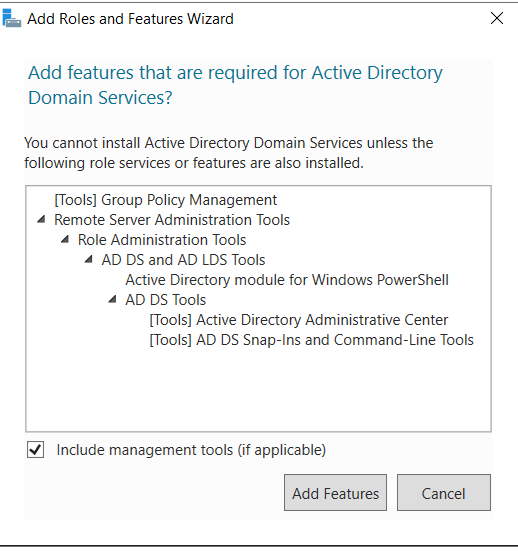 Add Roles and Features Wizard
Add features that are required for Active Directory
Domain Services?
You cannot install Active Directory Domain Services unless the
following role services or features are also installed.
[Tools] Group Policy Management
Remote Server Administration Tools
Role Administration Tools
AD DS and AD LDS Tools
Active Directory module for Windows PowerShell
AD DS Tools
[Tools] Active Directory Administrative Center
[Tools] AD DS Snap-Ins and Command-Line Tools
Include management tools (if applicable)
Add Features
Cancel